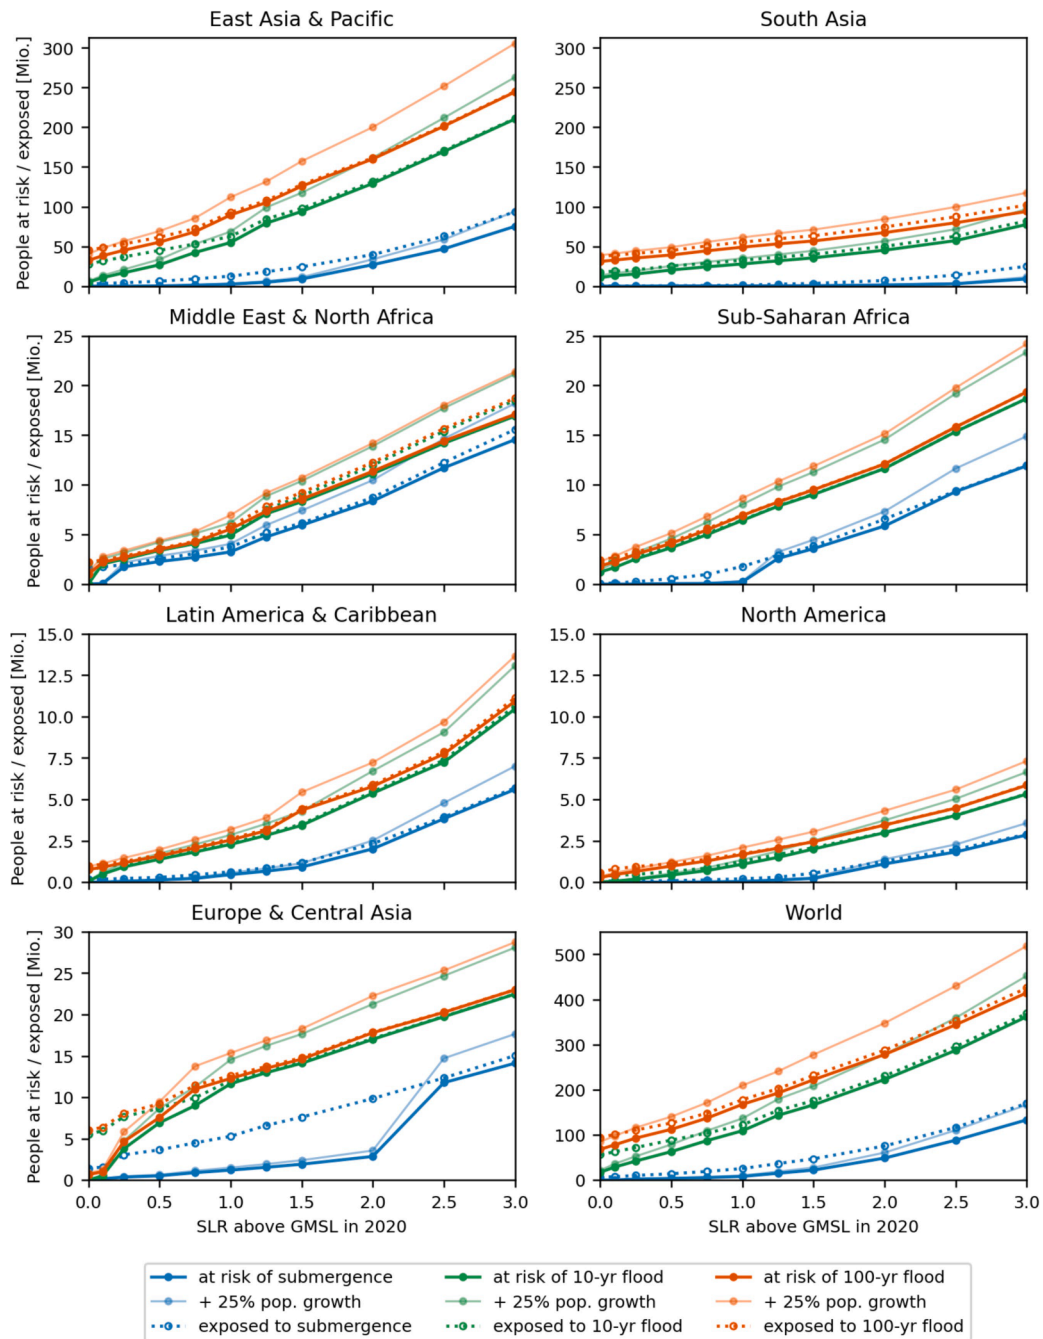 East Asia & Pacific
South Asia
People at risk / exposed [Mio.]
300
250
200
150
100
50
0
300
250
200
150
100
50
0
Middle East & North Africa
Sub-Saharan Africa
People at risk / exposed [Mio.]
25
20
15
10
5
0
25
20
15
10
5
0
Latin America & Caribbean
North America
People at risk / exposed [Mio.]
15.0
12.5
10.0
7.5
5.0
2.5
0.0
15.0
12.5
10.0
7.5
5.0
2.5
0.0
Europe & Central Asia
World
People at risk / exposed [Mio.]
30
25
20
15
10
5
0
500
400
300
200
100
0
0.0 0.5 1.0 1.5 2.0 2.5 3.0
0.0 0.5 1.0 1.5 2.0 2.5 3.0
SLR above GMSL in 2020
SLR above GMSL in 2020
at risk of submergence
+ 25% pop. growth
exposed to submergence
at risk of 10-yr flood
+ 25% pop. growth
exposed to 10-yr flood
at risk of 100-yr flood
+ 25% pop. growth
exposed to 100-yr flood